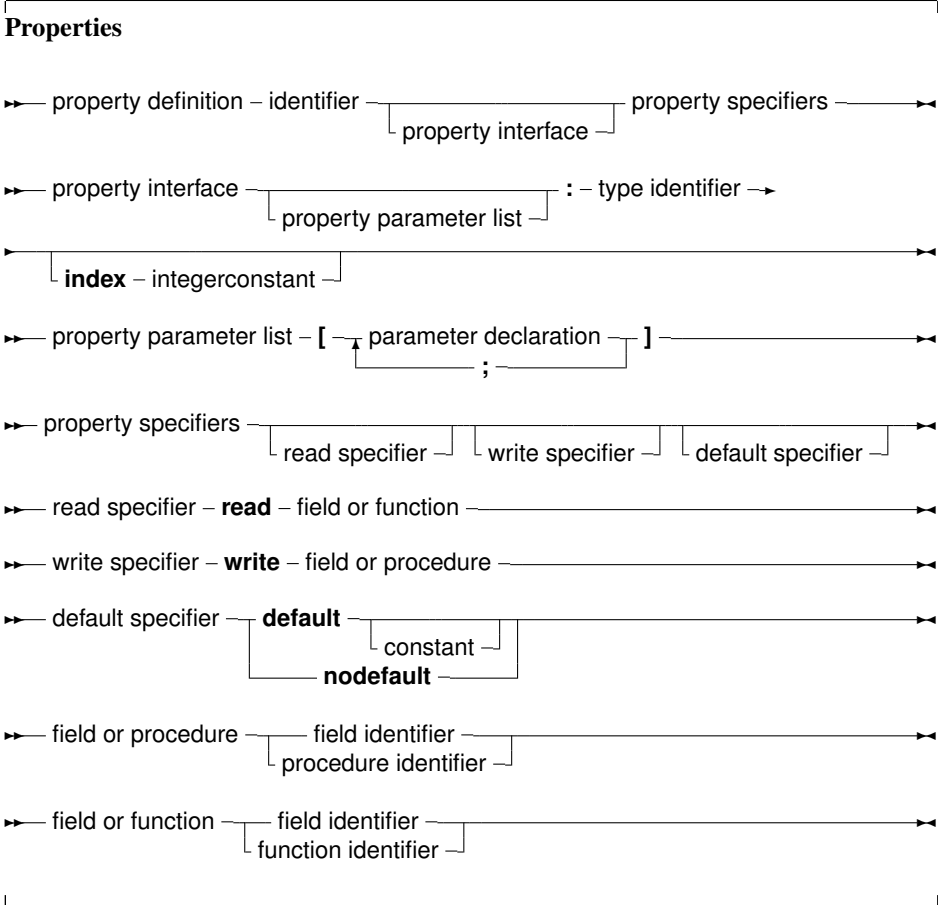 Properties
property definition – identifier property specifiers
property interface
property interface : – type identifier
property parameter list
index – integerconstant
property parameter list – [ parameter declaration ]
;
property specifiers
read specifier write specifier default specifier
read specifier – read – field or function
write specifier – write – field or procedure
default specifier default
constant
nodefault
field or procedure field identifier
procedure identifier
field or function field identifier
function identifier